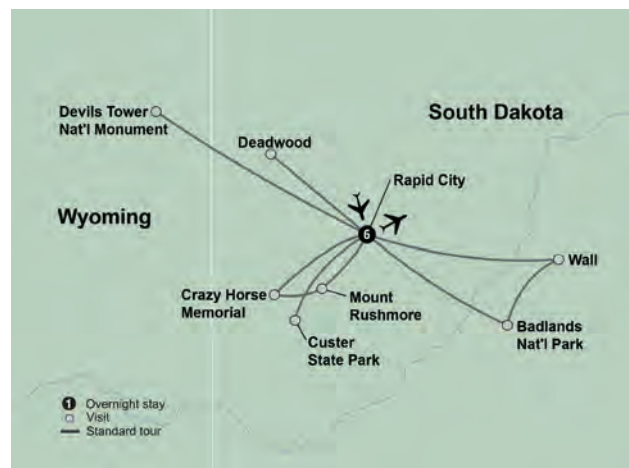 Devils Tower
Nat'l Monument
South Dakota
Deadwood
Rapid City
Wyoming
6
Wall
Crazy Horse
Memorial
Mount
Rushmore
Badlands
Nat'l Park
Custer
State Park
1 Overnight stay
Visit
Standard tour